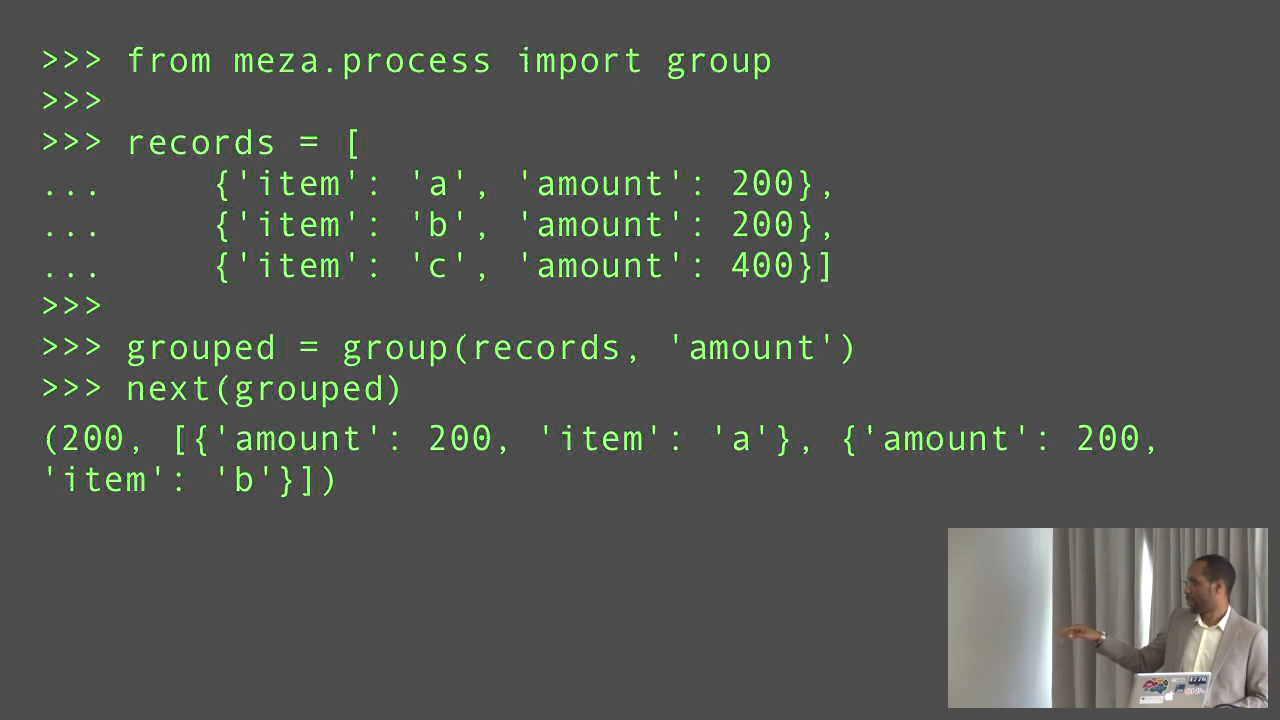 >>> from meza.process import group
>>>
>>> records = [
...     {'item': 'a', 'amount': 200},
...     {'item': 'b', 'amount': 200},
...     {'item': 'c', 'amount': 400}]
>>>
>>> grouped = group(records, 'amount')
>>> next(grouped)
(200, [{'amount': 200, 'item': 'a'}, {'amount': 200,
'item': 'b'}])